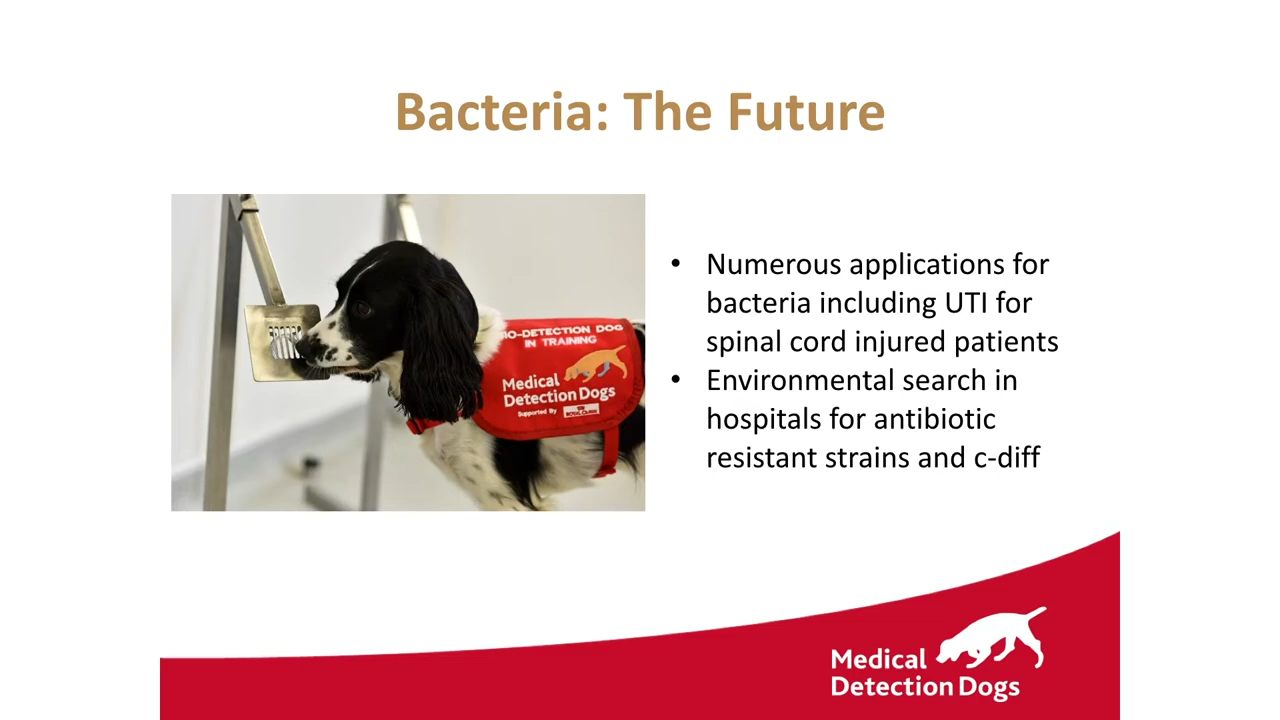 Bacteria: The Future
IO-DETECTION DOG
IN TRAINING
Medical
Detection Dogs
Supported By
• Numerous applications for
bacteria including UTI for
spinal cord injured patients
• Environmental search in
hospitals for antibiotic
resistant strains and c-diff
Medical
Detection Dogs